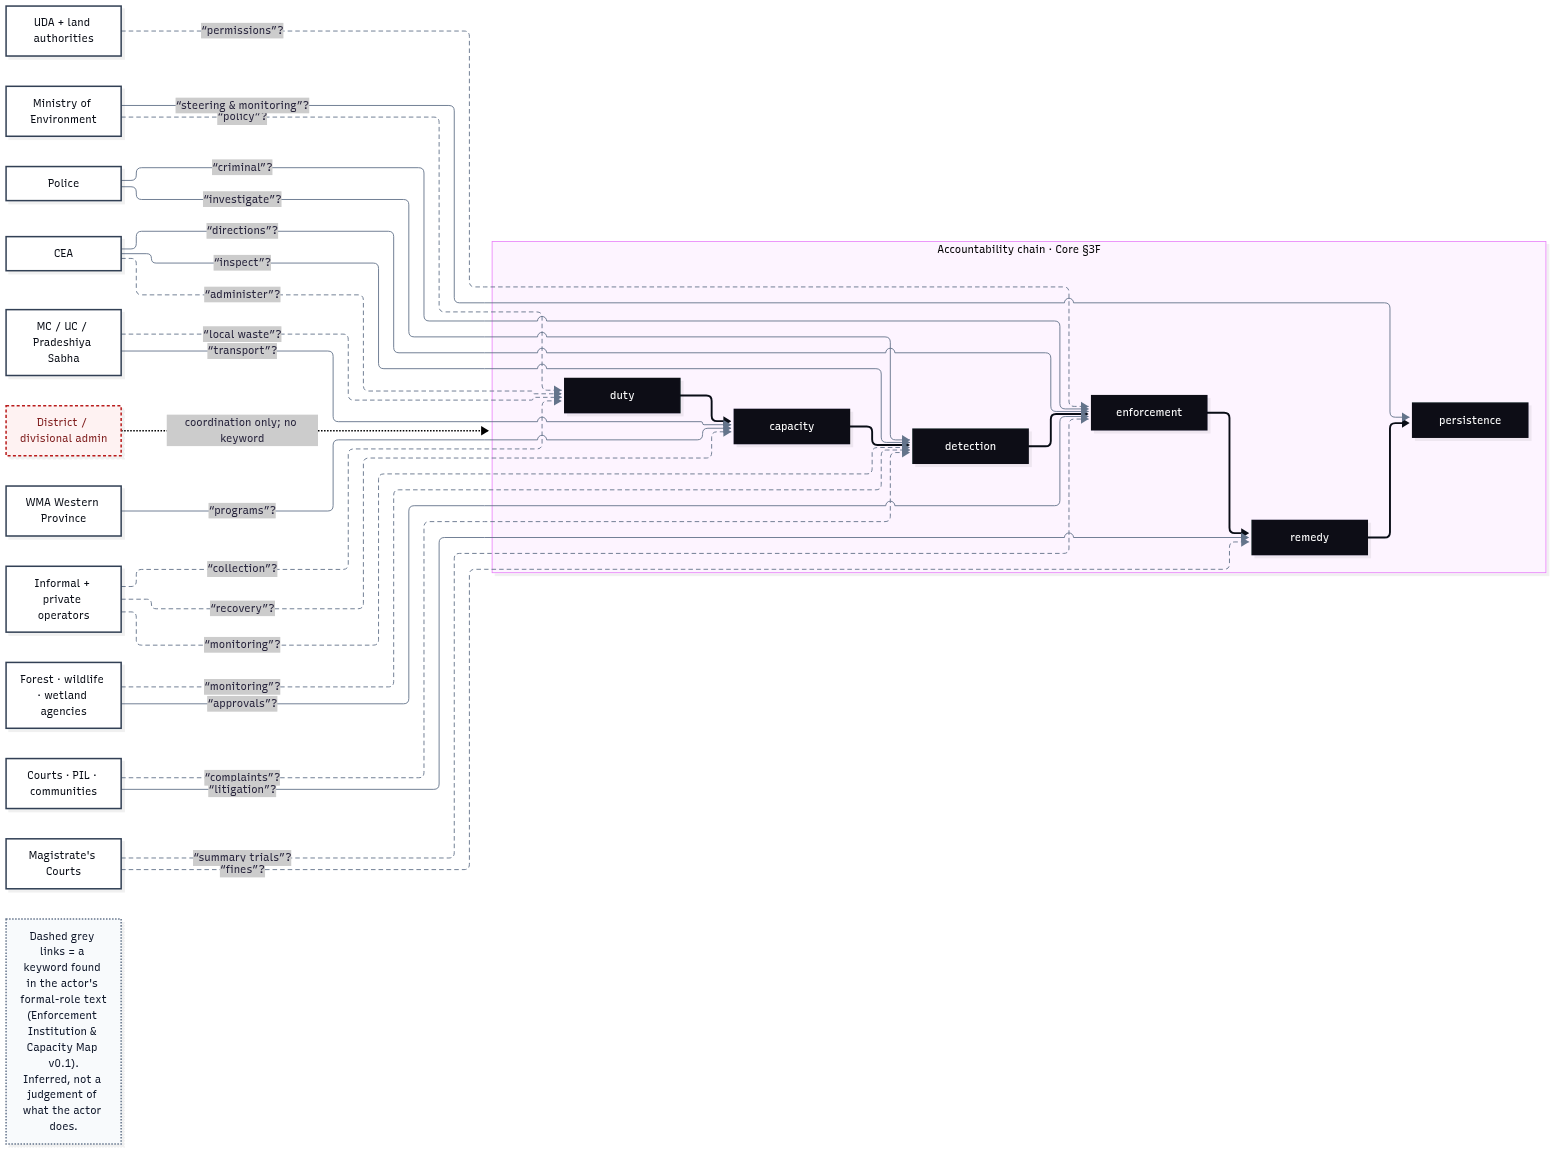 UDA + land
authorities
“permissions”?
Ministry of
Environment
“steering & monitoring”?
“policy”?
Police
“criminal”?
“investigate”?
CEA
“directions”?
“inspect”?
“administer”?
MC / UC /
Pradeshiya
Sabha
“local waste”?
“transport”?
District /
divisional admin
coordination only; no
keyword
WMA Western
Province
“programs”?
Informal +
private
operators
“collection”?
“recovery”?
“monitoring”?
Forest · wildlife
· wetland
agencies
“monitoring”?
“approvals”?
Courts · PIL ·
communities
“complaints”?
“litigation”?
Magistrate's
Courts
“summary trials”?
“fines”?
Accountability chain · Core §3F
duty
capacity
detection
enforcement
remedy
persistence
Dashed grey
links = a
keyword found
in the actor's
formal-role text
(Enforcement
Institution &
Capacity Map
v0.1).
Inferred, not a
judgement of
what the actor
does.